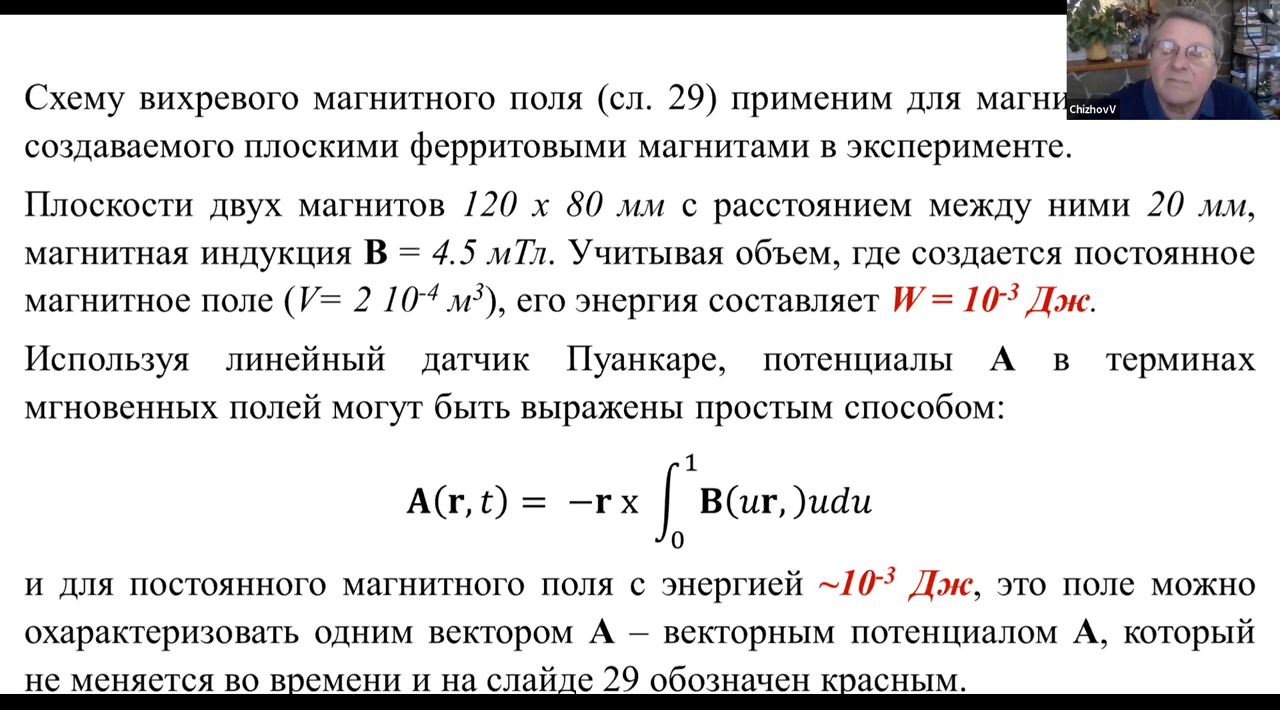 Схему вихревого магнитного поля (сл. 29) применим для
ChizhovV
создаваемого плоскими ферритовыми магнитами в эксперименте.
Плоскости двух магнитов 120 x 80 мм с расстоянием между ними 20 мм,
магнитная индукция B = 4.5 мТл. Учитывая объем, где создается постоянное
магнитное поле (V= 2 10⁻⁴ м³), его энергия составляет W = 10⁻³ Дж.
Используя линейный датчик Пуанкаре, потенциалы A в терминах
мгновенных полей могут быть выражены простым способом:
A(r, t) = −r x ∫₀¹ B(ur, )udu
и для постоянного магнитного поля с энергией ~10⁻³ Дж, это поле можно
охарактеризовать одним вектором A – векторным потенциалом A, который
не меняется во времени и на слайде 29 обозначен красным.